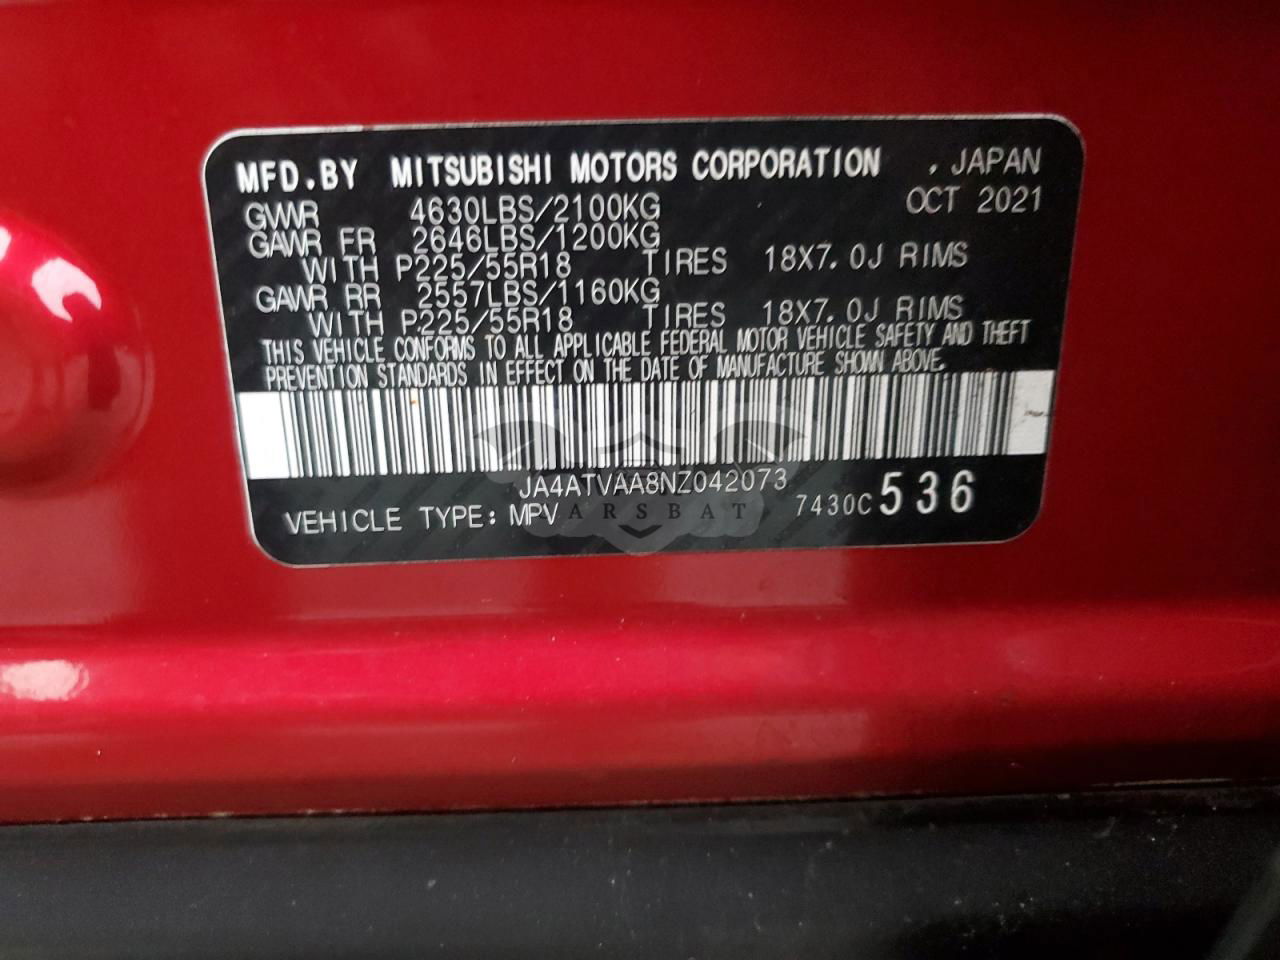 MFD.BY MITSUBISHI MOTORS CORPORATION , JAPAN
OCT 2021
GVWR 4630LBS/2100KG
GAWR FR 2646LBS/1200KG
WITH P225/55R18 TIRES 18X7.0J RIMS
GAWR RR 2557LBS/1160KG
WITH P225/55R18 TIRES 18X7.0J RIMS
THIS VEHICLE CONFORMS TO ALL APPLICABLE FEDERAL MOTOR VEHICLE SAFETY AND THEFT
PREVENTION STANDARDS IN EFFECT ON THE DATE OF MANUFACTURE SHOWN ABOVE.
JA4ATVAA8NZ042073
VEHICLE TYPE: MPV 7430C 536
CARSBAT